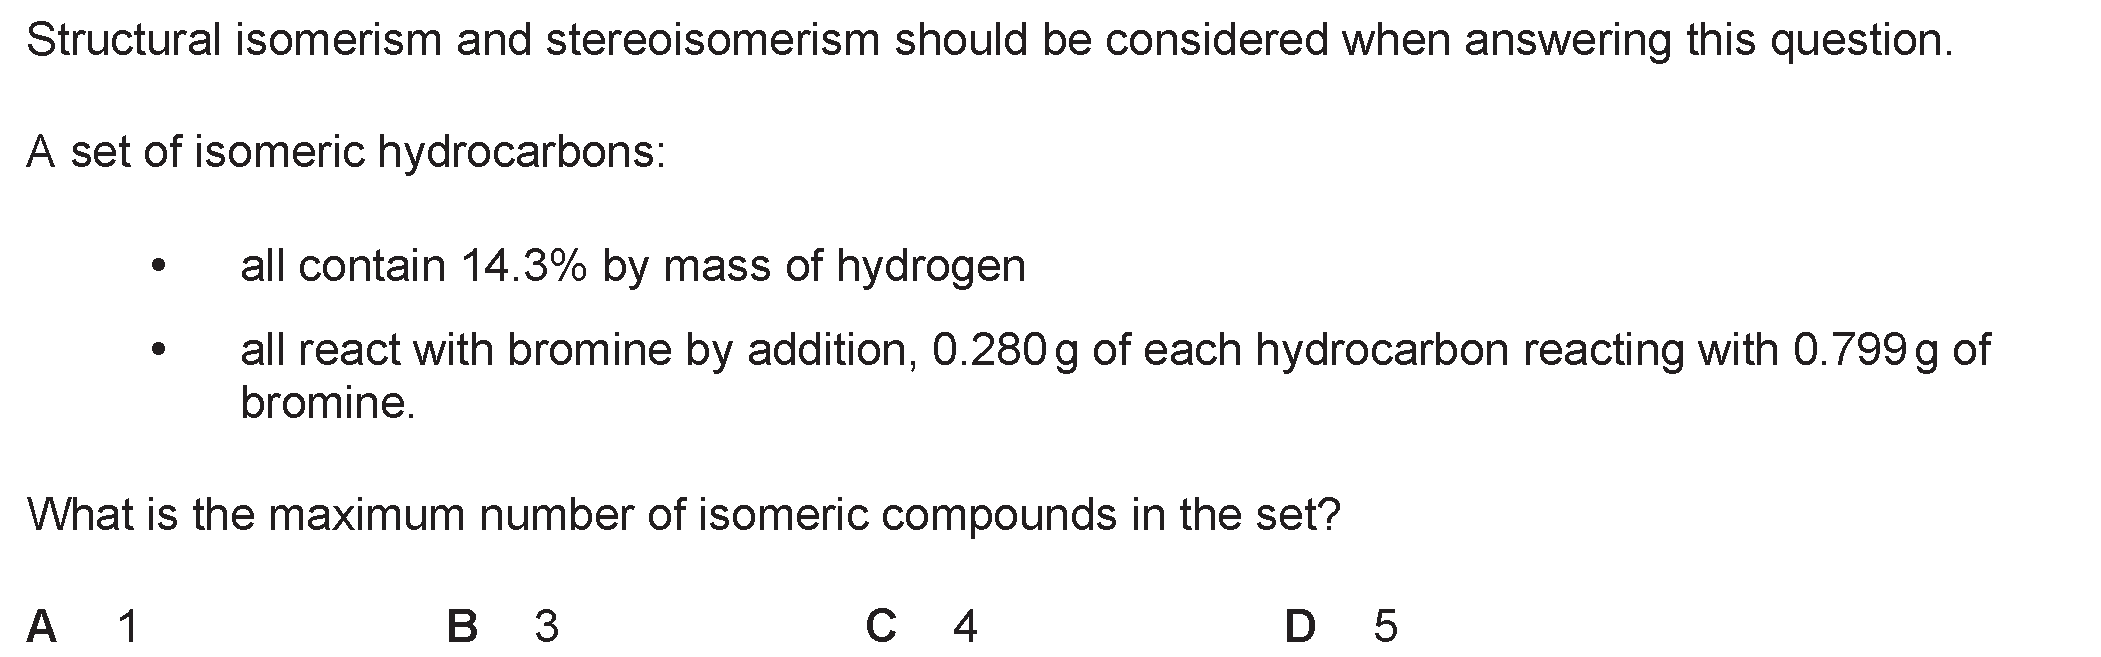 Structural isomerism and stereoisomerism should be considered when answering this question.
A set of isomeric hydrocarbons:
• all contain 14.3% by mass of hydrogen
• all react with bromine by addition, 0.280 g of each hydrocarbon reacting with 0.799 g of
bromine.
What is the maximum number of isomeric compounds in the set?
A 1 B 3 C 4 D 5